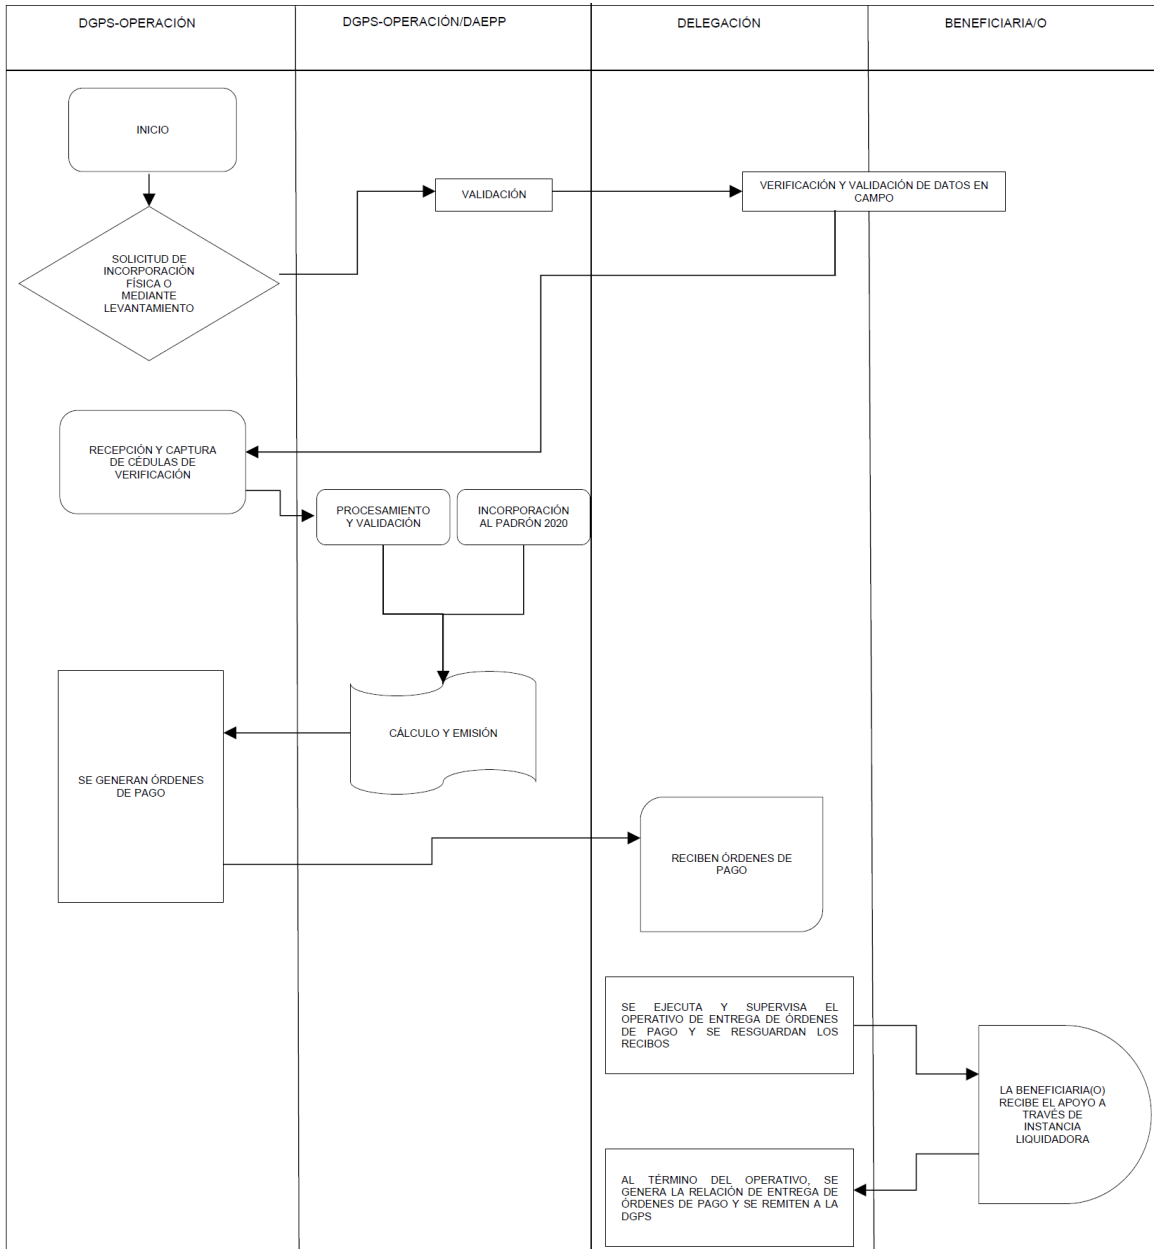 DGPS-OPERACIÓN
DGPS-OPERACIÓN/DAEPP
DELEGACIÓN
BENEFICIARIA/O
INICIO
VALIDACIÓN
VERIFICACIÓN Y VALIDACIÓN DE DATOS EN
CAMPO
SOLICITUD DE
INCORPORACIÓN
FÍSICA O
MEDIANTE
LEVANTAMIENTO
RECEPCIÓN Y CAPTURA
DE CÉDULAS DE
VERIFICACIÓN
PROCESAMIENTO
Y VALIDACIÓN
INCORPORACIÓN
AL PADRÓN 2020
CÁLCULO Y EMISIÓN
SE GENERAN ÓRDENES
DE PAGO
RECIBEN ÓRDENES DE
PAGO
SE EJECUTA Y SUPERVISA EL
OPERATIVO DE ENTREGA DE ÓRDENES
DE PAGO Y SE RESGUARDAN LOS
RECIBOS
LA BENEFICIARIA(O)
RECIBE EL APOYO A
TRAVÉS DE
INSTANCIA
LIQUIDADORA
AL TÉRMINO DEL OPERATIVO, SE
GENERA LA RELACIÓN DE ENTREGA DE
ÓRDENES DE PAGO Y SE REMITEN A LA
DGPS